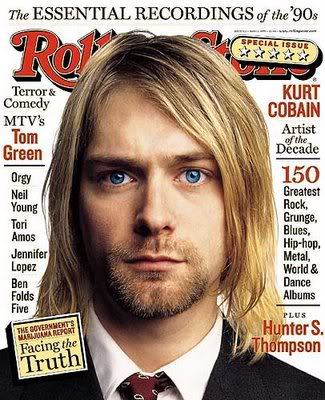 The ESSENTIAL RECORDINGS of the '90s
Rolling Stone
SPECIAL ISSUE
Terror &
Comedy
MTV's
Tom
Green
Orgy
Neil
Young
Tori
Amos
Jennifer
Lopez
Ben
Folds
Five
THE GOVERNMENT'S
MARIJUANA REPORT
Facing the
Truth
KURT
COBAIN
Artist
of the
Decade
150
Greatest
Rock,
Grunge,
Blues,
Hip-hop,
Metal,
World &
Dance
Albums
PLUS
Hunter S.
Thompson